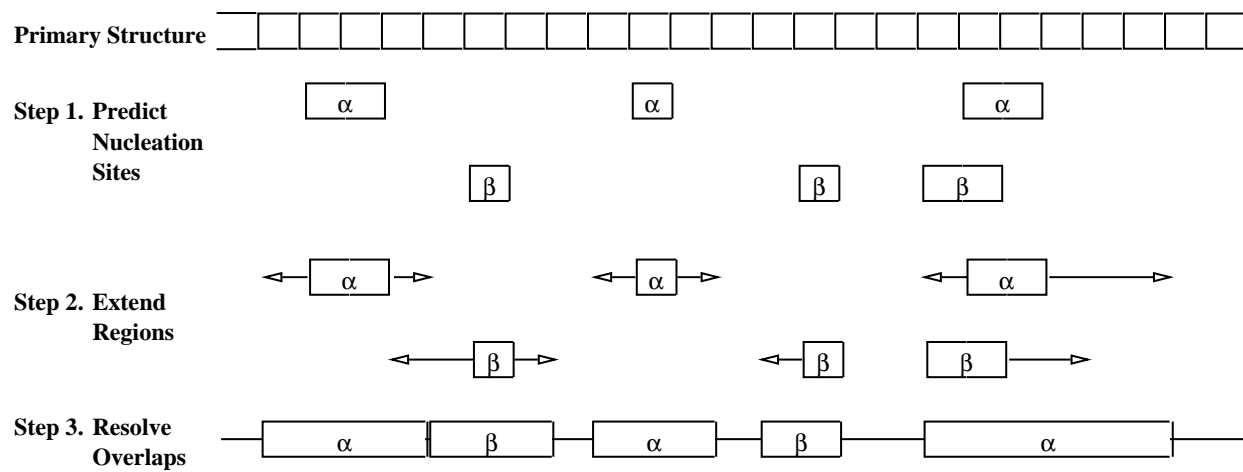 Primary Structure
Step 1. Predict
Nucleation
Sites
α α α
β β β
Step 2. Extend
Regions
α α α
β β β
Step 3. Resolve
Overlaps
α β α β α